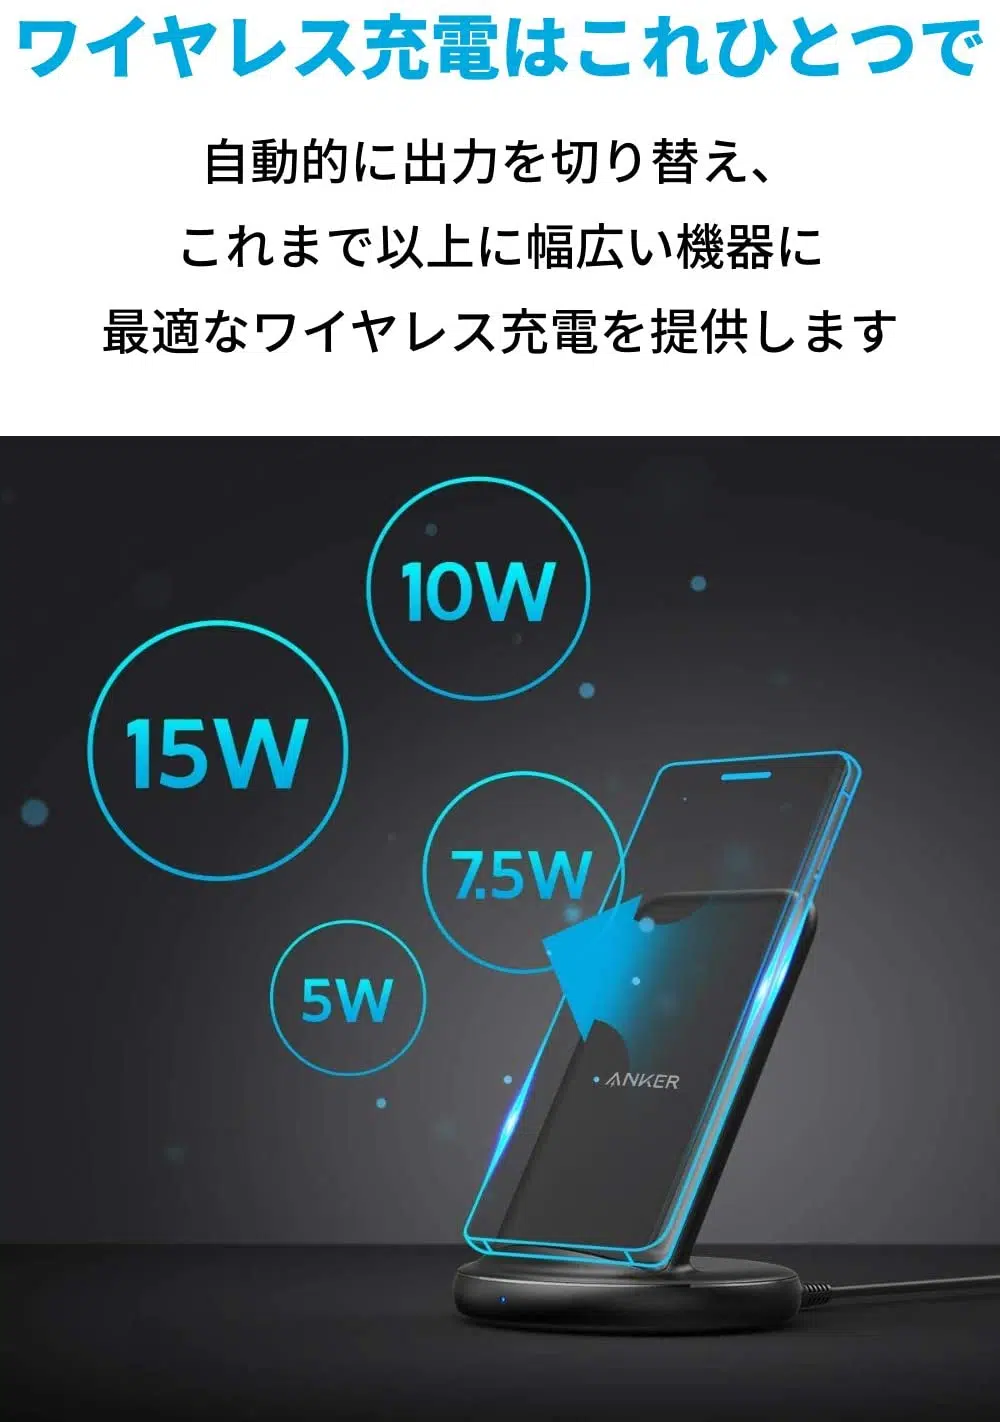 ワイヤレス充電はこれひとつで
自動的に出力を切り替え、
これまで以上に幅広い機器に
最適なワイヤレス充電を提供します
10W
15W
7.5W
5W
ANKER